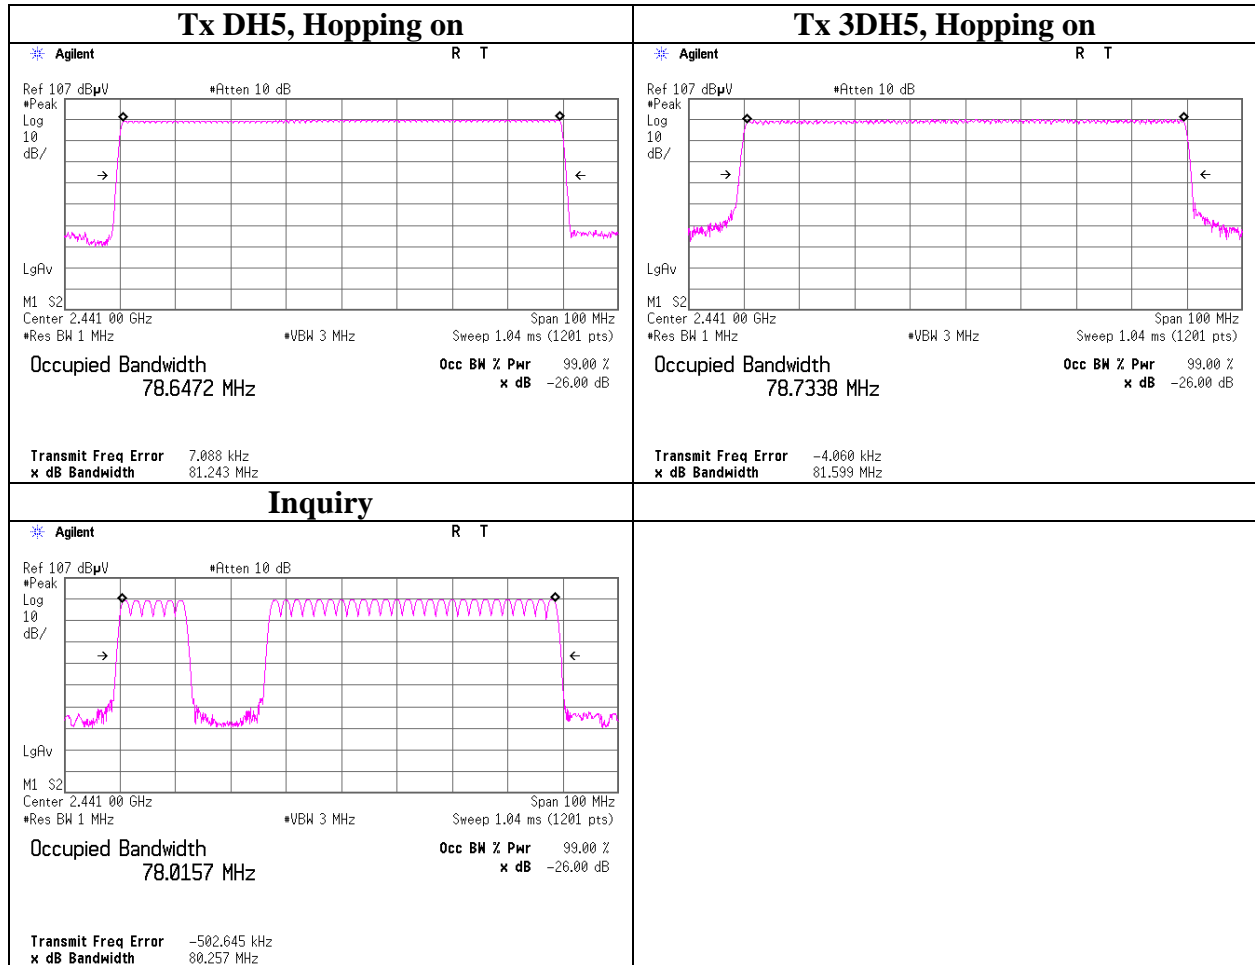 Tx DH5, Hopping on
Agilent
R T
Ref 107 dBµV #Atten 10 dB
#Peak
Log
10
dB/
LgAv
M1 S2
Center 2.441 00 GHz Span 100 MHz
#Res BW 1 MHz #VBW 3 MHz Sweep 1.04 ms (1201 pts)
Occupied Bandwidth Occ BW % Pwr 99.00 %
78.6472 MHz x dB -26.00 dB
Transmit Freq Error 7.088 kHz
x dB Bandwidth 81.243 MHz
Tx 3DH5, Hopping on
Agilent
R T
Ref 107 dBµV #Atten 10 dB
#Peak
Log
10
dB/
LgAv
M1 S2
Center 2.441 00 GHz Span 100 MHz
#Res BW 1 MHz #VBW 3 MHz Sweep 1.04 ms (1201 pts)
Occupied Bandwidth Occ BW % Pwr 99.00 %
78.7338 MHz x dB -26.00 dB
Transmit Freq Error -4.060 kHz
x dB Bandwidth 81.599 MHz
Inquiry
Agilent
R T
Ref 107 dBµV #Atten 10 dB
#Peak
Log
10
dB/
LgAv
M1 S2
Center 2.441 00 GHz Span 100 MHz
#Res BW 1 MHz #VBW 3 MHz Sweep 1.04 ms (1201 pts)
Occupied Bandwidth Occ BW % Pwr 99.00 %
78.0157 MHz x dB -26.00 dB
Transmit Freq Error -502.645 kHz
x dB Bandwidth 80.257 MHz